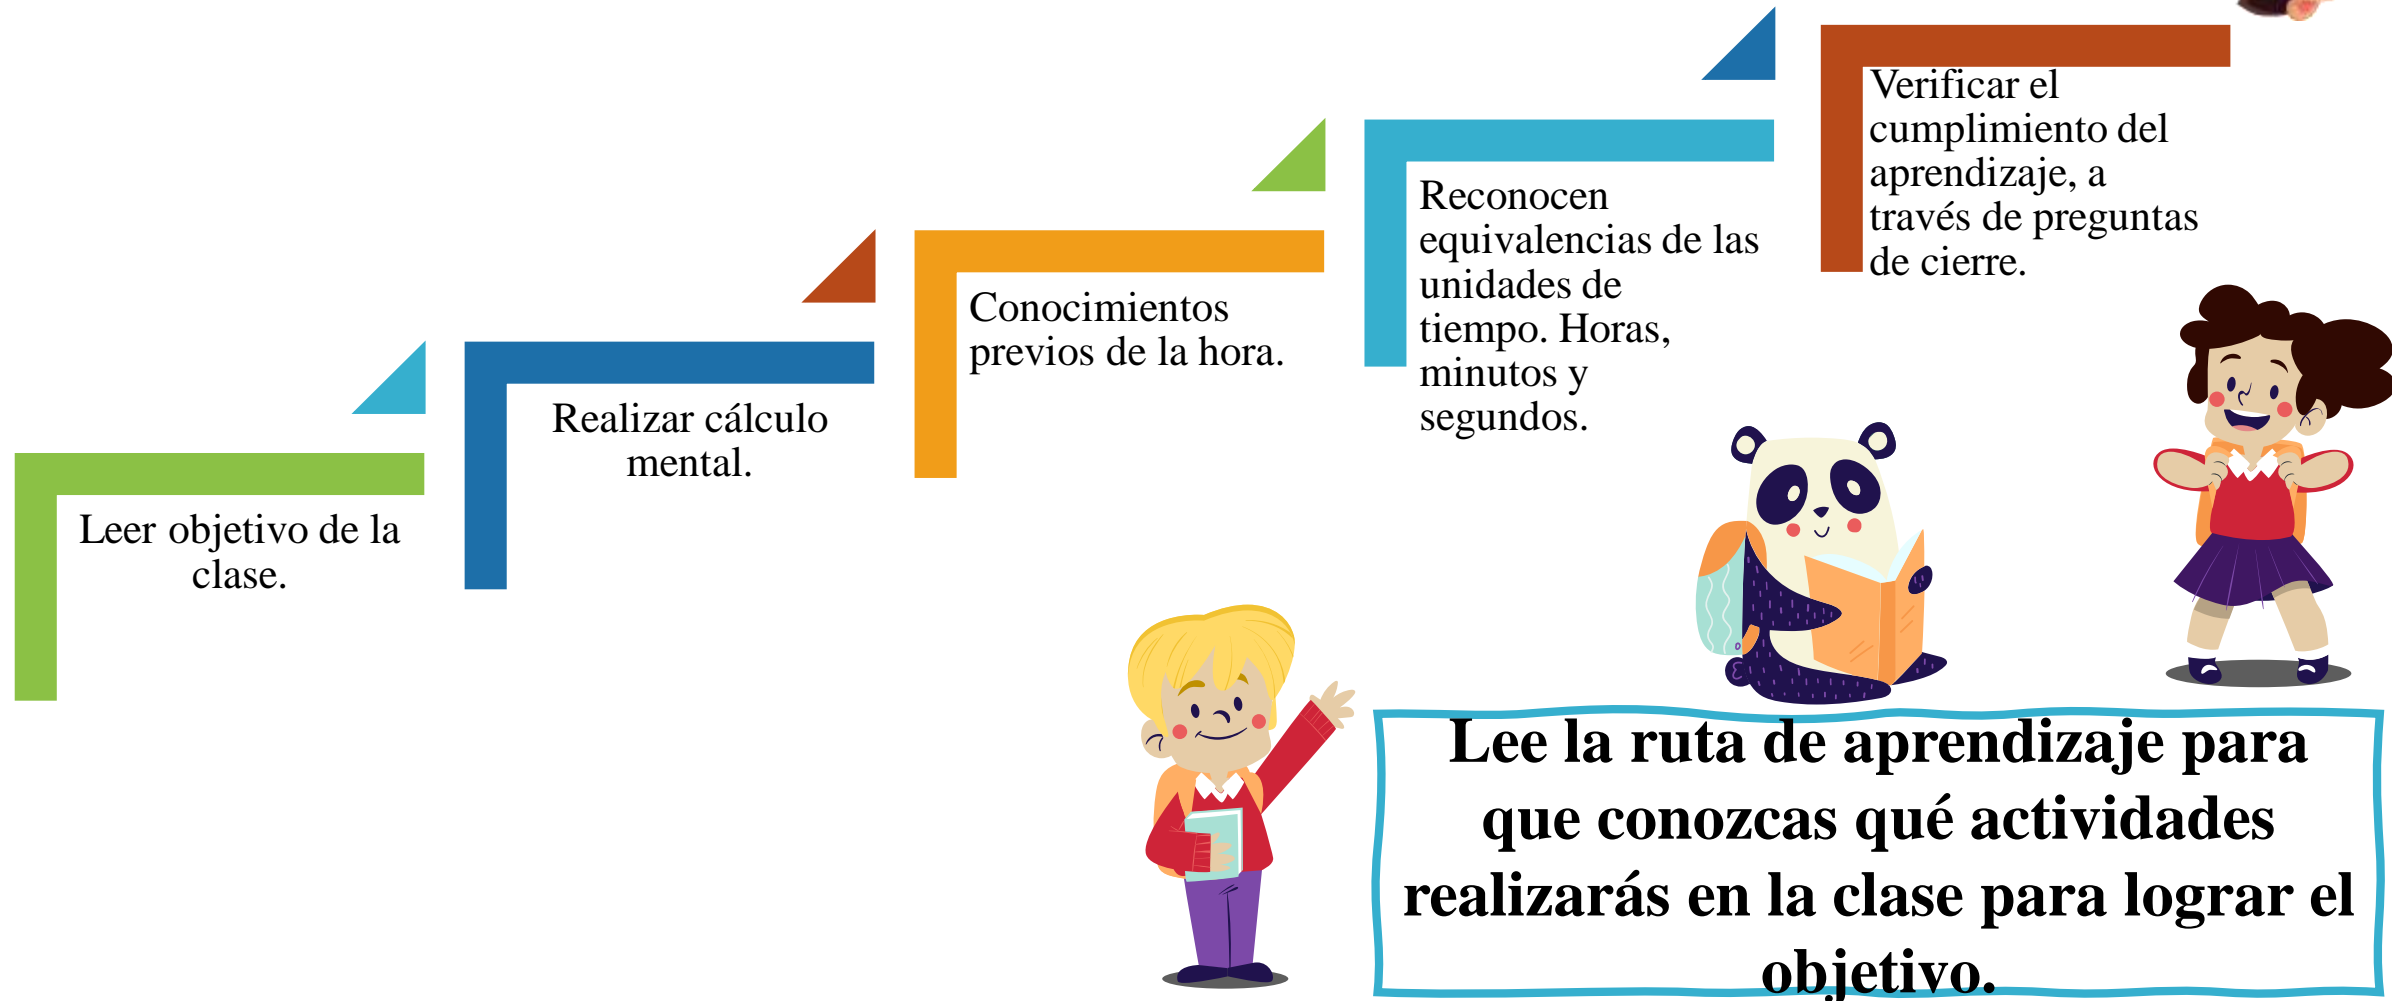 Leer objetivo de la
clase.
Realizar cálculo
mental.
Conocimientos
previos de la hora.
Reconocen
equivalencias de las
unidades de
tiempo. Horas,
minutos y
segundos.
Verificar el
cumplimiento del
aprendizaje, a
través de preguntas
de cierre.
Lee la ruta de aprendizaje para
que conozcas qué actividades
realizarás en la clase para lograr el
objetivo.